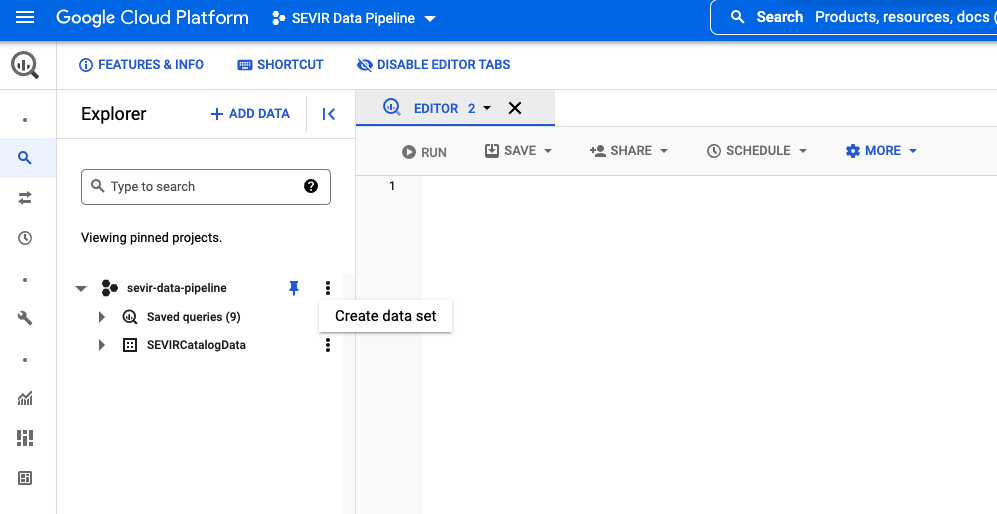 Google Cloud Platform SEVIR Data Pipeline Search Products, resources, docs (
FEATURES & INFO SHORTCUT DISABLE EDITOR TABS
Explorer + ADD DATA
EDITOR 2
RUN SAVE SHARE SCHEDULE MORE
1
Type to search
Viewing pinned projects.
sevir-data-pipeline
Create data set
Saved queries (9)
SEVIRCatalogData